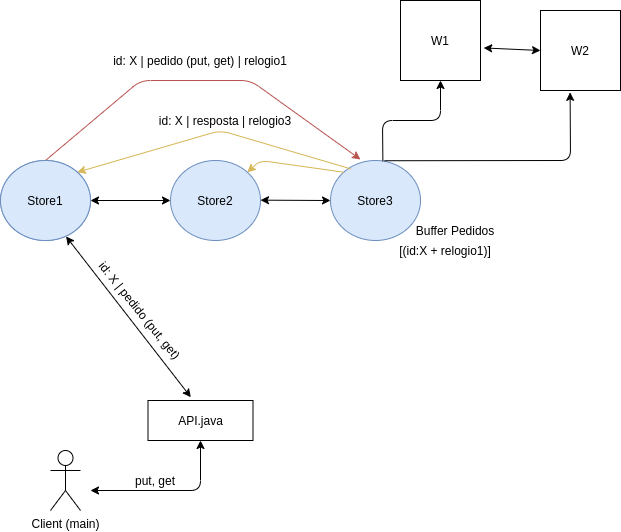 id: X | pedido (put, get) | relogio1
W1
W2
id: X | resposta | relogio3
Store1
Store2
Store3
Buffer Pedidos
[(id:X + relogio1)]
id: X | pedido (put, get)
API.java
put, get
Client (main)